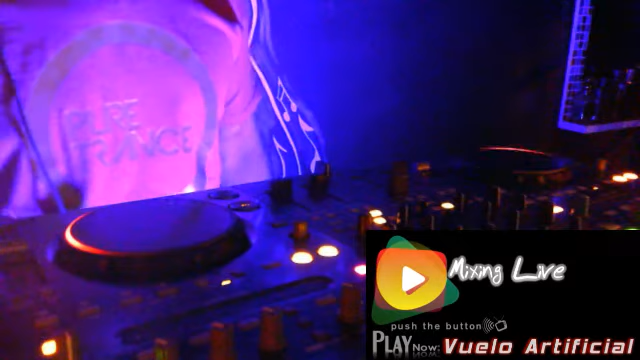 PURE
TRANCE
Mixing Live
push the button
PLAY Now: Vuelo Artificial